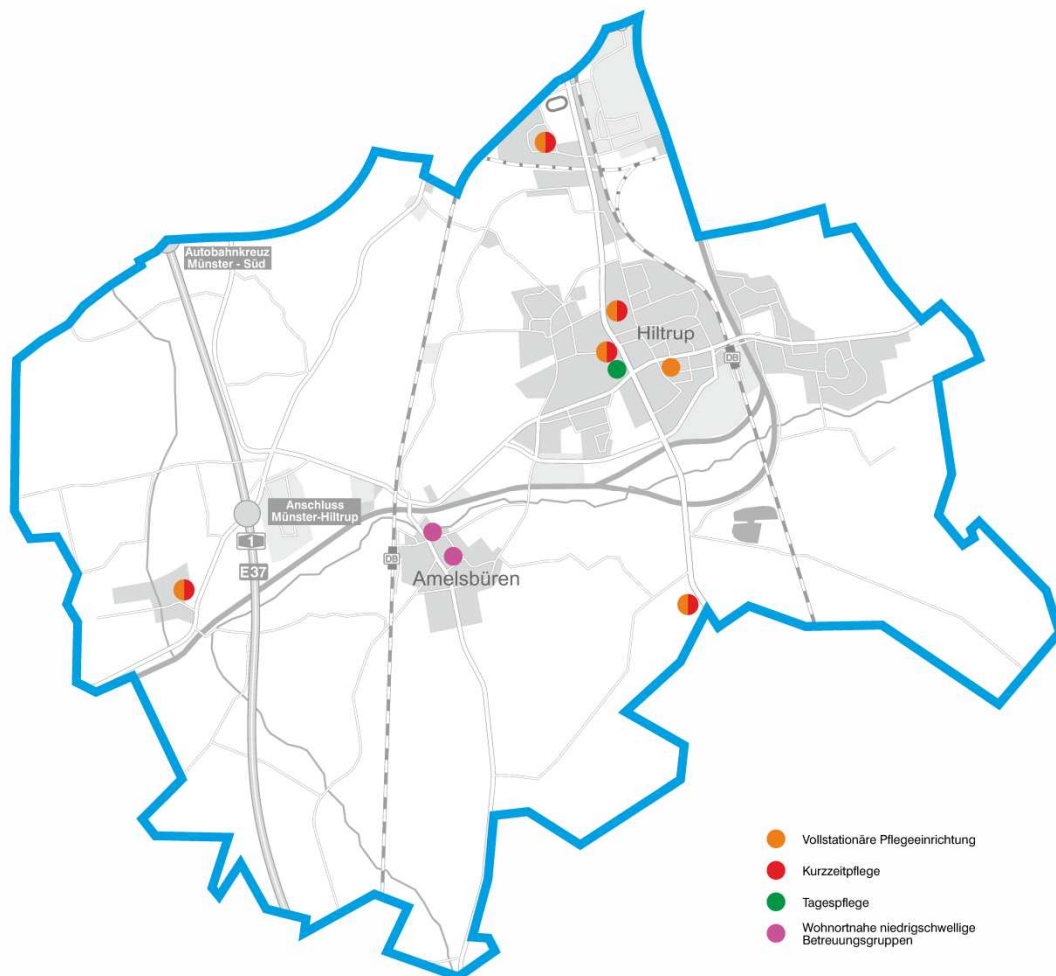 Autobahnkreuz
Münster - Süd
Hiltrup
DB
Anschluss
Münster-Hiltrup
1
E37
DB
Amelsbüren
Vollstationäre Pflegeeinrichtung
Kurzzeitpflege
Tagespflege
Wohnortnahe niedrigschwellige
Betreuungsgruppen